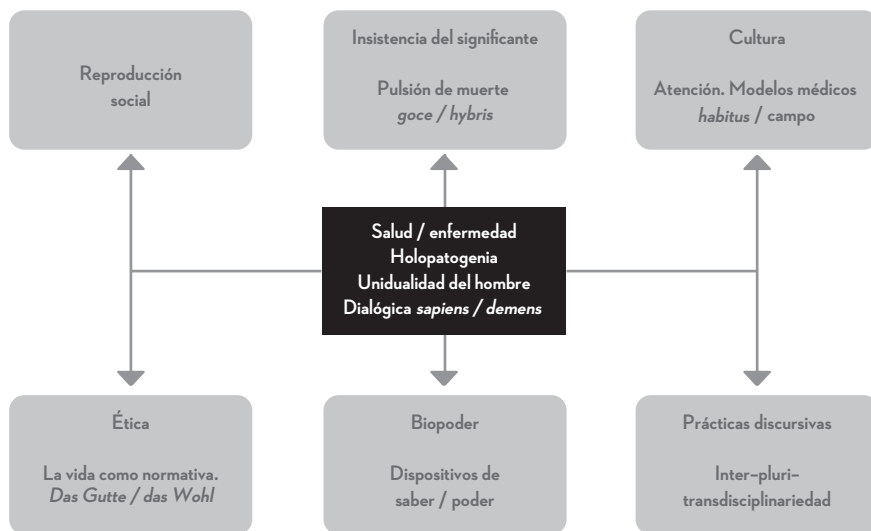 Reproducción
social
Insistencia del significante
Pulsión de muerte
goce / hybris
Cultura
Atención. Modelos médicos
habitus / campo
Salud / enfermedad
Holopatogenia
Unidualidad del hombre
Dialógica sapiens / demens
Ética
La vida como normativa.
Das Gutte / das Wohl
Biopoder
Dispositivos de
saber / poder
Prácticas discursivas
Inter–pluri–
transdisciplinariedad